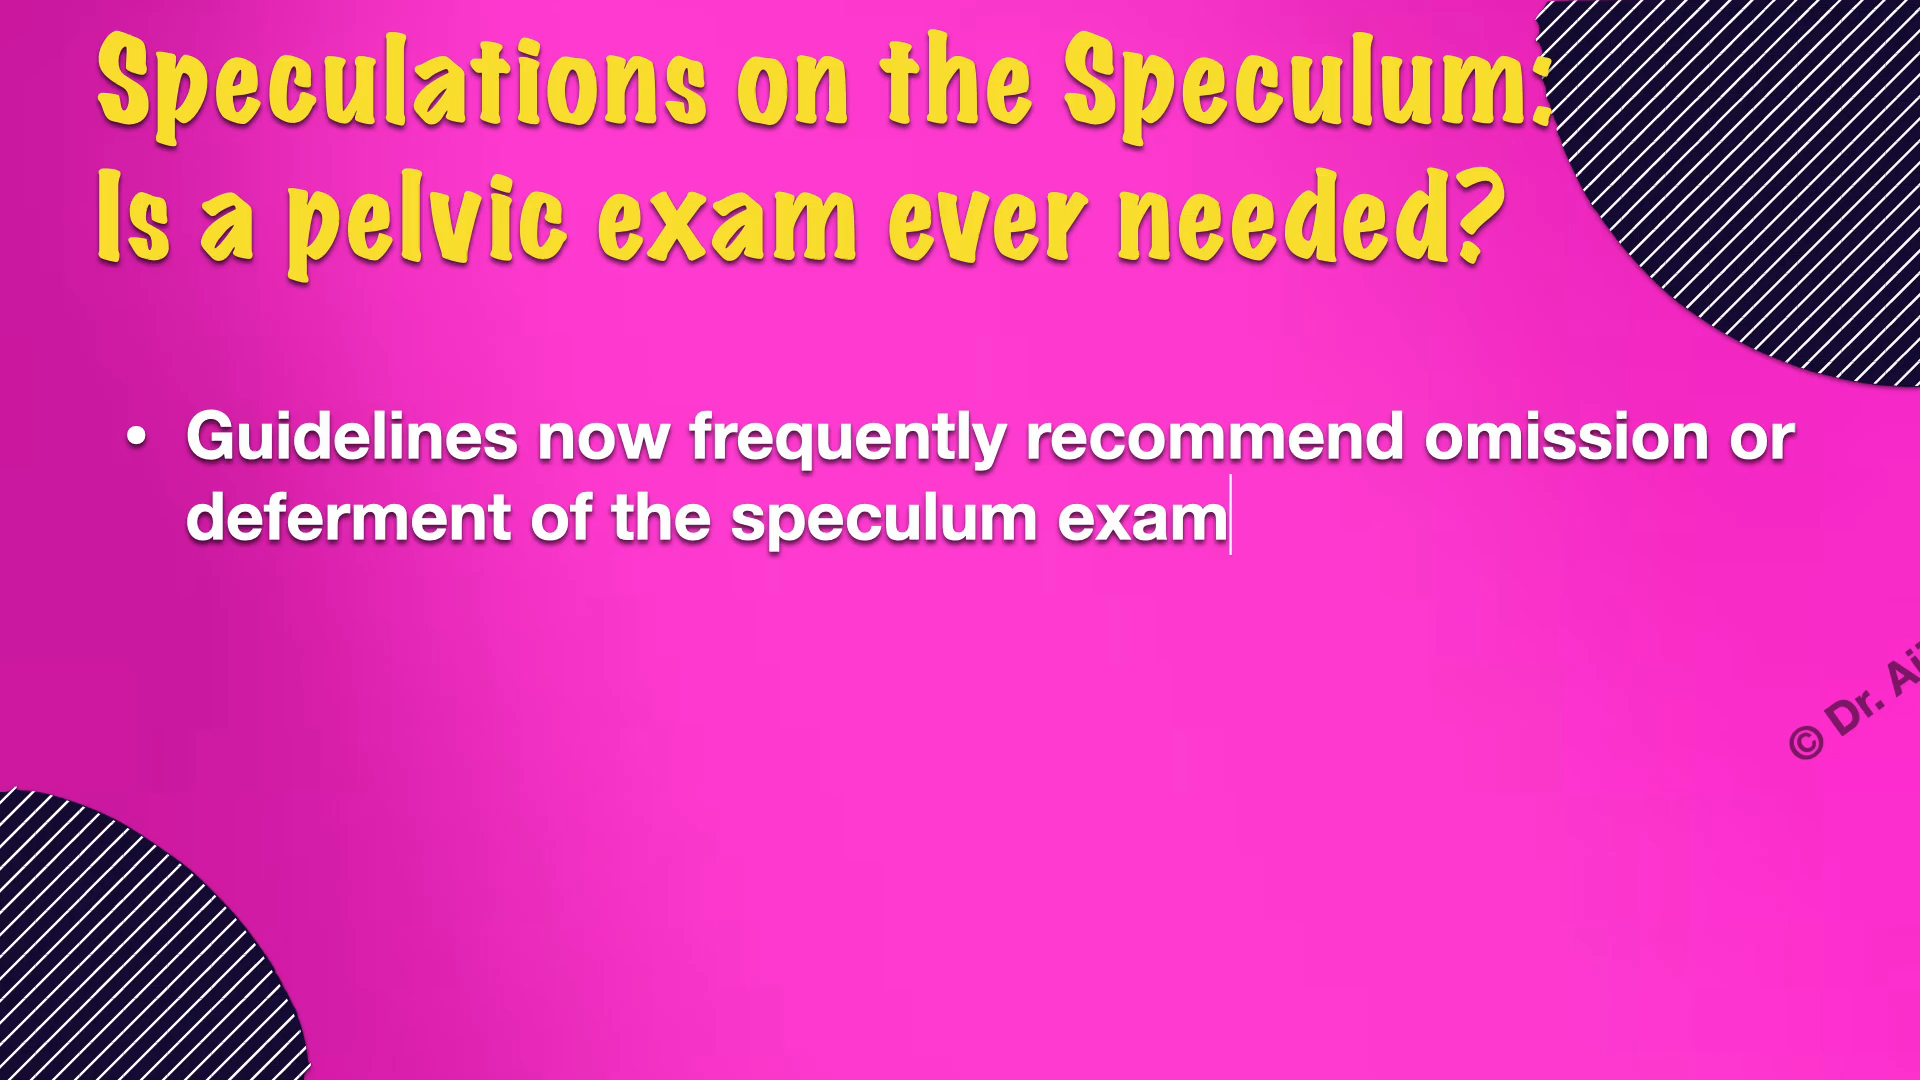 Speculations on the Speculum:
Is a pelvic exam ever needed?
• Guidelines now frequently recommend omission or
deferment of the speculum exam
© Dr.